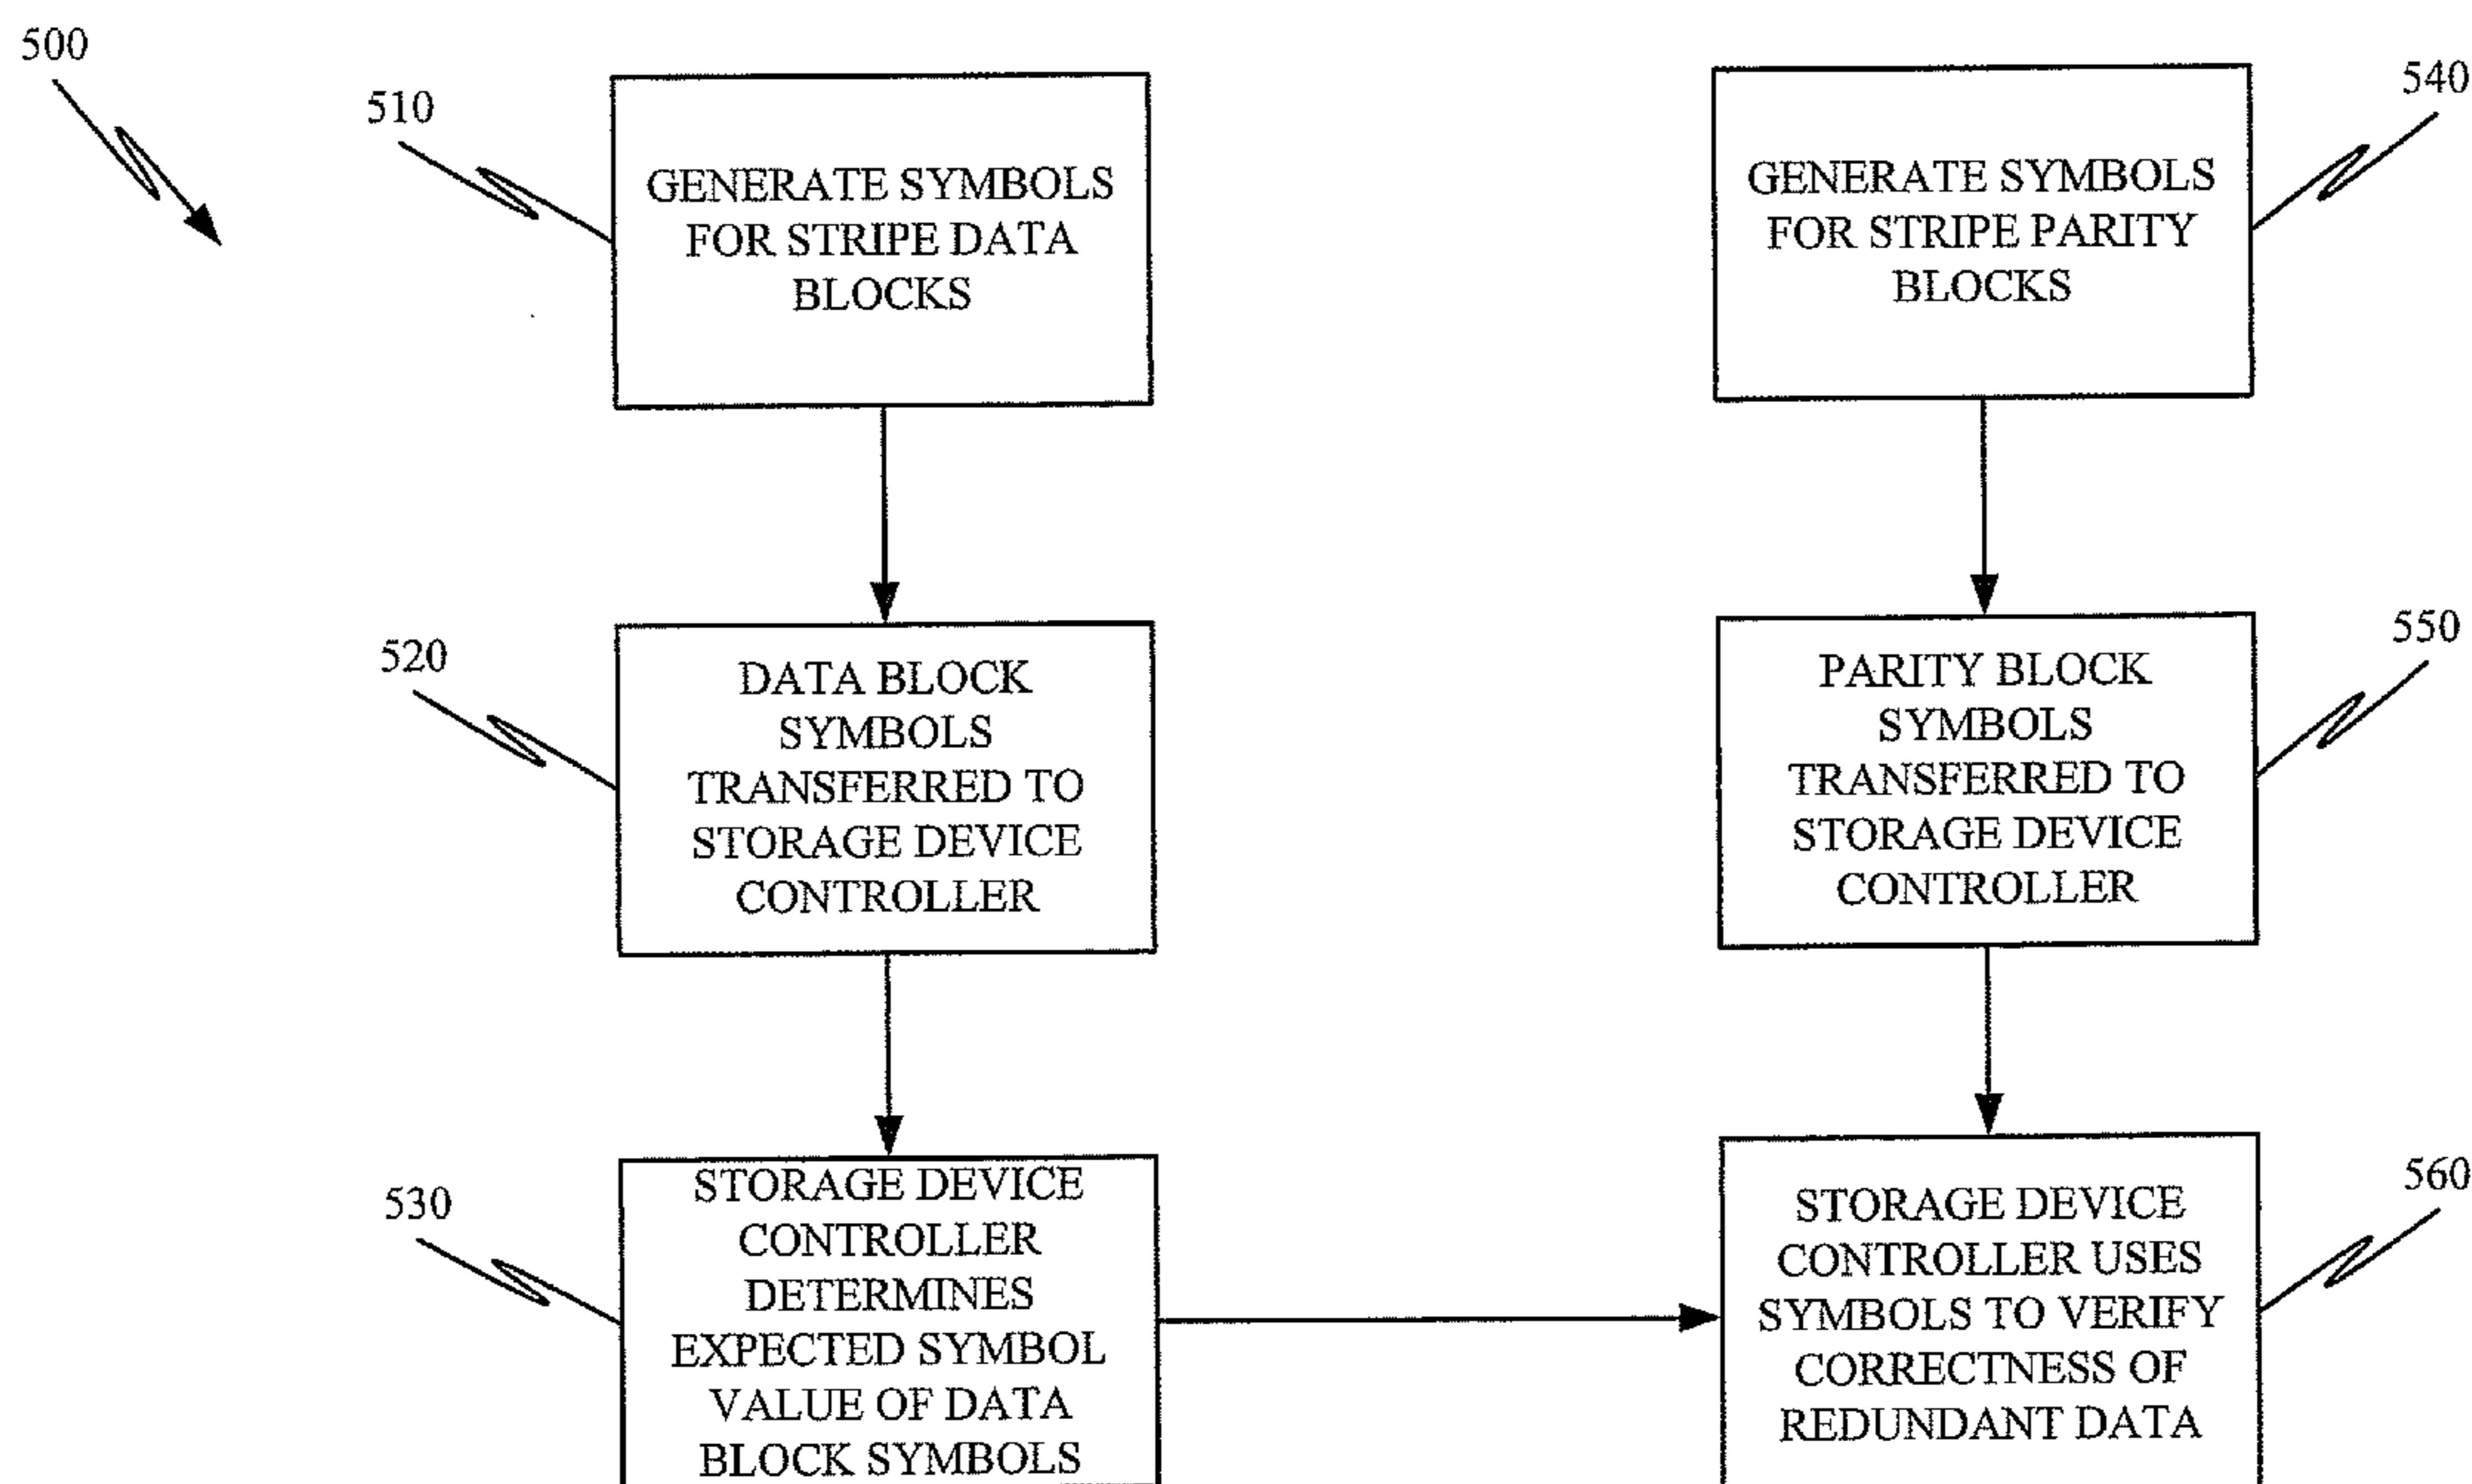 500
510
GENERATE SYMBOLS
FOR STRIPE DATA
BLOCKS
520
DATA BLOCK
SYMBOLS
TRANSFERRED TO
STORAGE DEVICE
CONTROLLER
530
STORAGE DEVICE
CONTROLLER
DETERMINES
EXPECTED SYMBOL
VALUE OF DATA
BLOCK SYMBOLS
540
GENERATE SYMBOLS
FOR STRIPE PARITY
BLOCKS
550
PARITY BLOCK
SYMBOLS
TRANSFERRED TO
STORAGE DEVICE
CONTROLLER
560
STORAGE DEVICE
CONTROLLER USES
SYMBOLS TO VERIFY
CORRECTNESS OF
REDUNDANT DATA